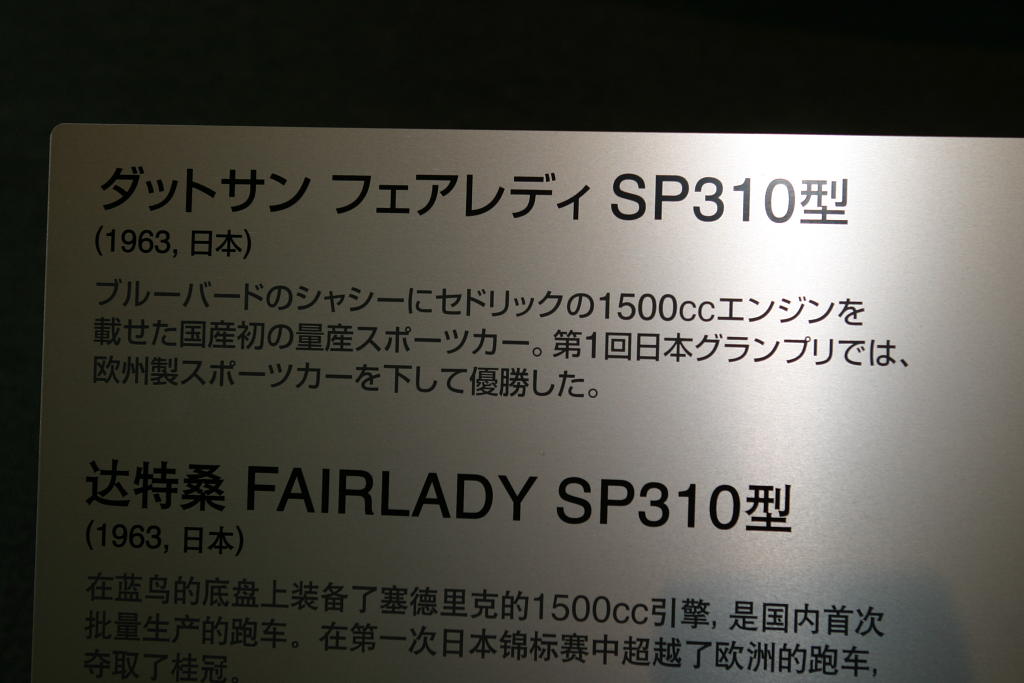 ダットサン フェアレディ SP310型
(1963, 日本)
ブルーバードのシャシーにセドリックの1500ccエンジンを
載せた国産初の量産スポーツカー。第1回日本グランプリでは、
欧州製スポーツカーを下して優勝した。
达特桑 FAIRLADY SP310型
(1963, 日本)
在蓝鸟的底盘上装备了塞德里克的1500cc引擎, 是国内首次
批量生产的跑车。在第一次日本锦标赛中超越了欧洲的跑车,
夺取了桂冠。